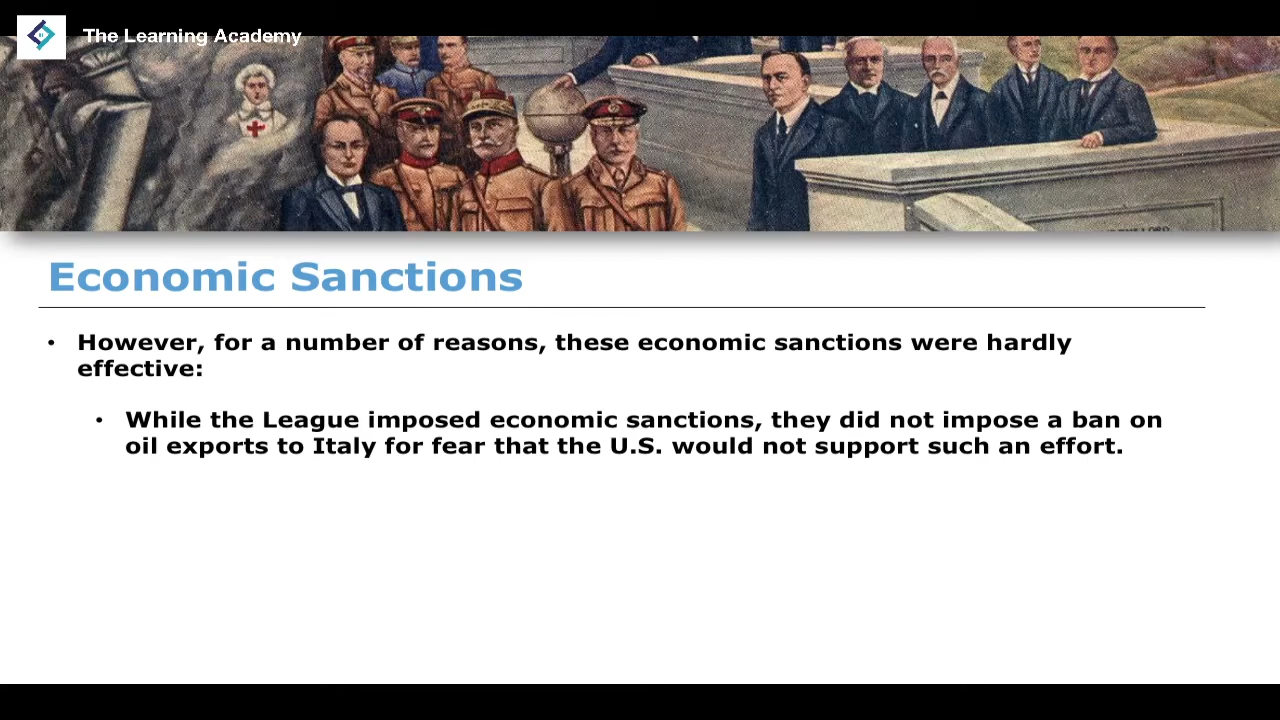 The Learning Academy
Economic Sanctions
• However, for a number of reasons, these economic sanctions were hardly
effective:
• While the League imposed economic sanctions, they did not impose a ban on
oil exports to Italy for fear that the U.S. would not support such an effort.